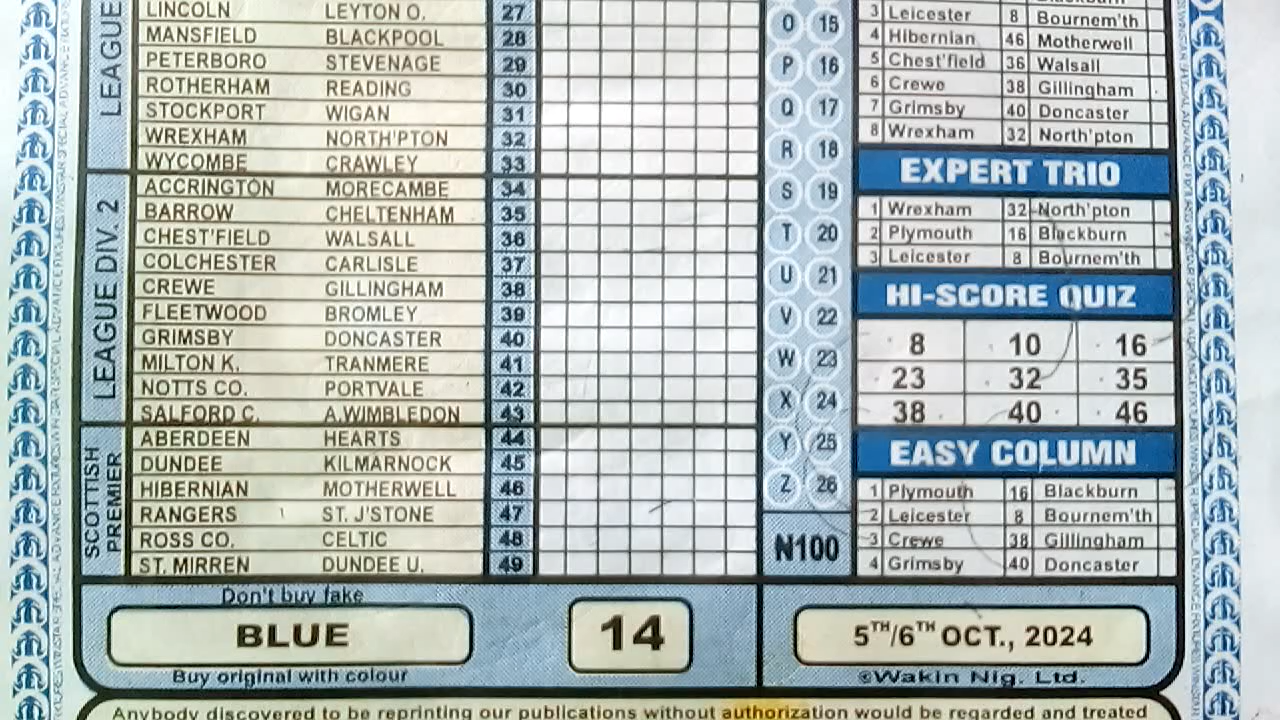 LEAGUE
LINCOLN LEYTON O. 27
MANSFIELD BLACKPOOL 28
PETERBORO STEVENAGE 29
ROTHERHAM READING 30
STOCKPORT WIGAN 31
WREXHAM NORTH'PTON 32
WYCOMBE CRAWLEY 33
LEAGUE DIV. 2
ACCRINGTON MORECAMBE 34
BARROW CHELTENHAM 35
CHEST'FIELD WALSALL 36
COLCHESTER CARLISLE 37
CREWE GILLINGHAM 38
FLEETWOOD BROMLEY 39
GRIMSBY DONCASTER 40
MILTON K. TRANMERE 41
NOTTS CO. PORTVALE 42
SALFORD C. A.WIMBLEDON 43
SCOTTISH
PREMIER
ABERDEEN HEARTS 44
DUNDEE KILMARNOCK 45
HIBERNIAN MOTHERWELL 46
RANGERS ST. J'STONE 47
ROSS CO. CELTIC 48
ST. MIRREN DUNDEE U. 49
O 15
P 16
Q 17
R 18
S 19
T 20
U 21
V 22
W 23
X 24
Y 25
Z 26
N100
3 Leicester 8 Bournem'th
4 Hibernian 46 Motherwell
5 Chest'field 36 Walsall
6 Crewe 38 Gillingham
7 Grimsby 40 Doncaster
8 Wrexham 32 North'pton
EXPERT TRIO
1 Wrexham 32 North'pton
2 Plymouth 16 Blackburn
3 Leicester 8 Bournem'th
HI-SCORE QUIZ
8 10 16
23 32 35
38 40 46
EASY COLUMN
1 Plymouth 16 Blackburn
2 Leicester 8 Bournem'th
3 Crewe 38 Gillingham
4 Grimsby 40 Doncaster
Don't buy fake
BLUE
Buy original with colour
14
5TH/6TH OCT., 2024
©Wakin Nig. Ltd.
Anybody discovered to be reprinting our publications without authorization would be regarded and treated